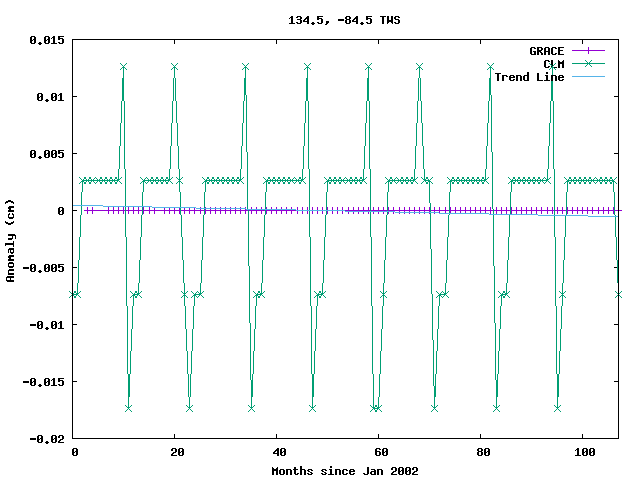 134.5, -84.5 TWS
GRACE
CLM
Trend Line
0.015
0.01
0.005
0
-0.005
-0.01
-0.015
-0.02
Anomaly (cm)
0 20 40 60 80 100
Months since Jan 2002